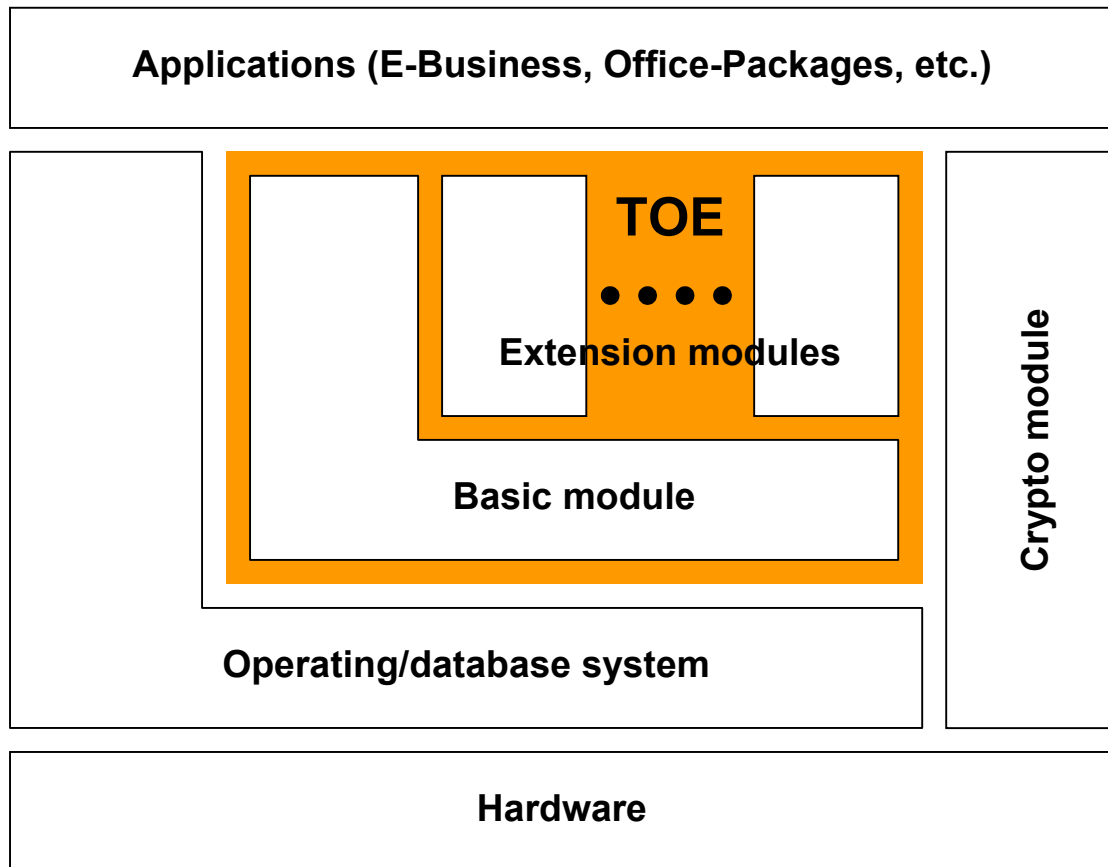 Applications (E-Business, Office-Packages, etc.)
TOE
Extension modules
Basic module
Crypto module
Operating/database system
Hardware